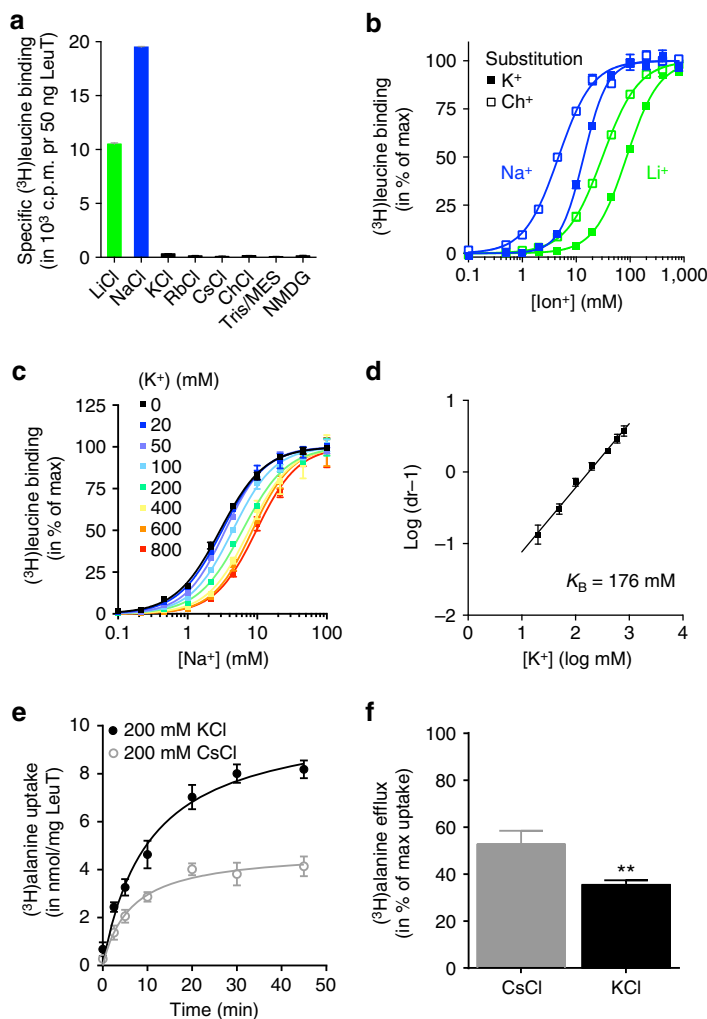 a
Specific (³H)leucine binding
(in 10³ c.p.m. pr 50 ng LeuT)
20
15
10
5
0
LiCl
NaCl
KCl
RbCl
CsCl
ChCl
Tris/MES
NMDG
b
(³H)leucine binding
(in % of max)
100
75
50
25
0
Substitution
K⁺
Ch⁺
Na⁺
Li⁺
0.1 1 10 100 1,000
[Ion⁺] (mM)
c
(³H)leucine binding
(in % of max)
125
100
75
50
25
0
(K⁺) (mM)
0
20
50
100
200
400
600
800
0.1 1 10 100
[Na⁺] (mM)
d
Log (dr–1)
1
0
–1
–2
K_B = 176 mM
0 1 2 3 4
[K⁺] (log mM)
e
(³H)alanine uptake
(in nmol/mg LeuT)
10
8
6
4
2
0
200 mM KCl
200 mM CsCl
0 10 20 30 40 50
Time (min)
f
(³H)alanine efflux
(in % of max uptake)
100
80
60
40
20
0
**
CsCl KCl